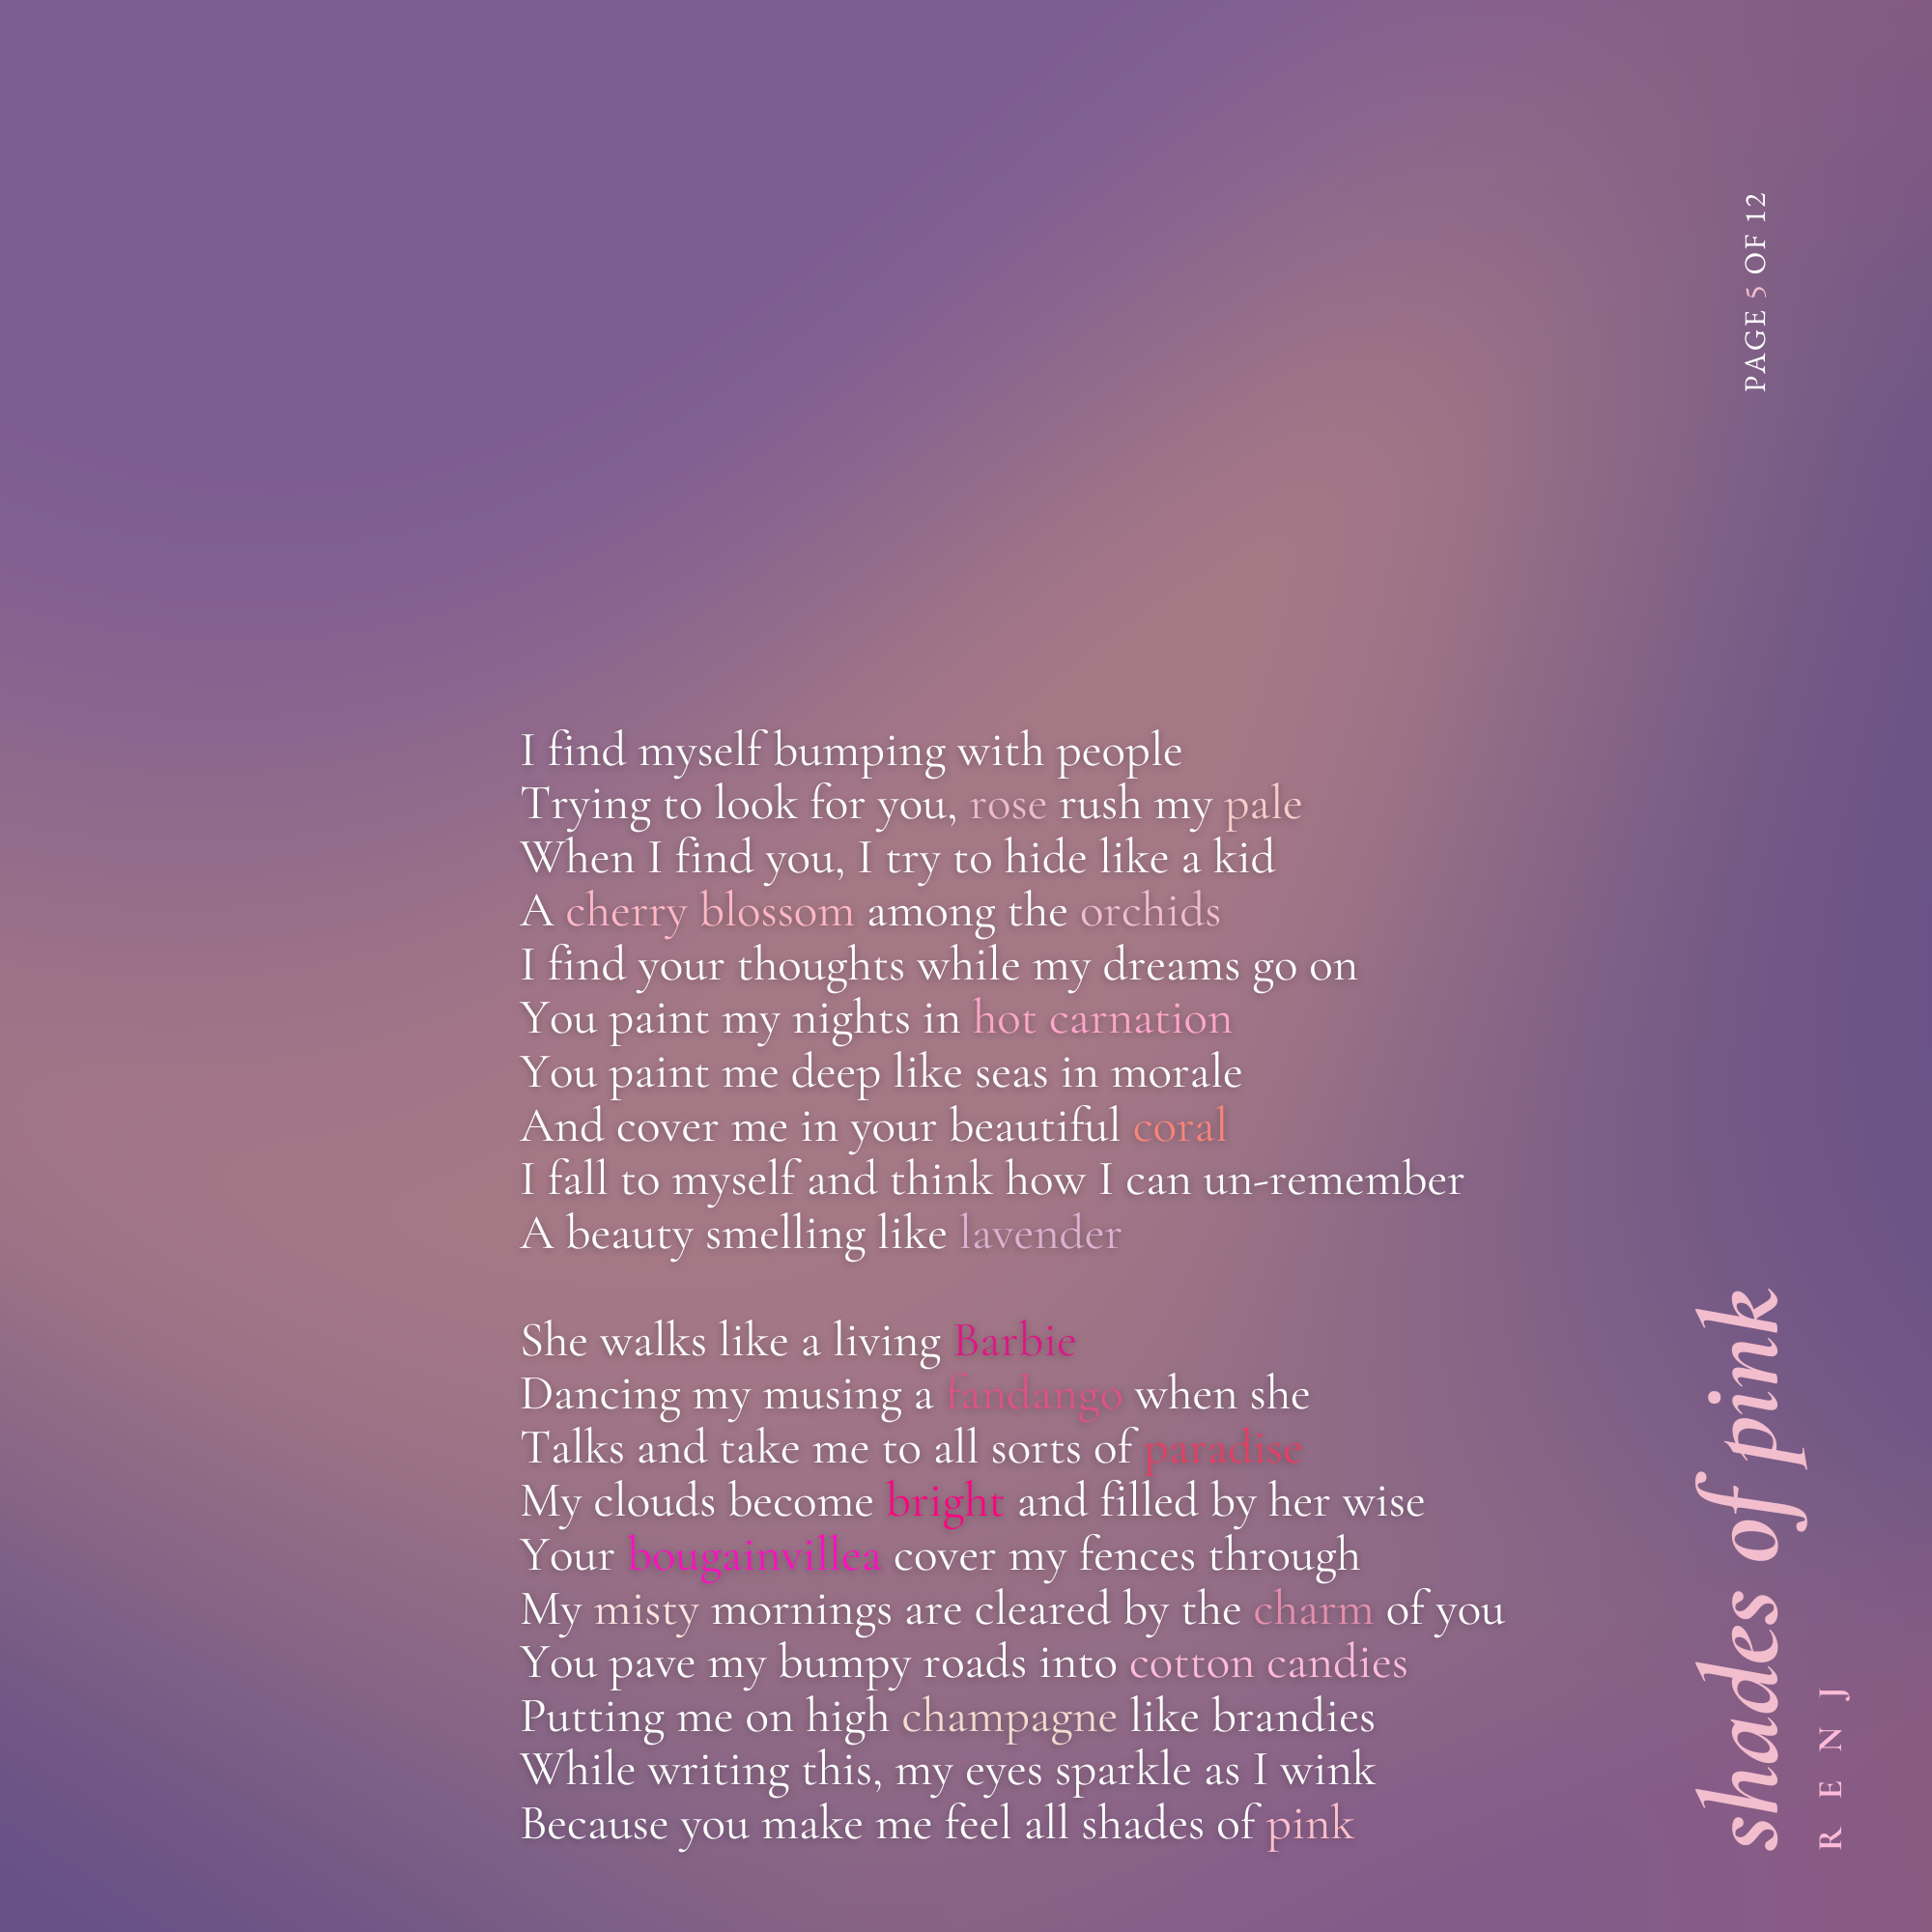 PAGE 5 OF 12
I find myself bumping with people
Trying to look for you, rose rush my pale
When I find you, I try to hide like a kid
A cherry blossom among the orchids
I find your thoughts while my dreams go on
You paint my nights in hot carnation
You paint me deep like seas in morale
And cover me in your beautiful coral
I fall to myself and think how I can un-remember
A beauty smelling like lavender
She walks like a living Barbie
Dancing my musing a fandango when she
Talks and take me to all sorts of paradise
My clouds become bright and filled by her wise
Your bougainvillea cover my fences through
My misty mornings are cleared by the charm of you
You pave my bumpy roads into cotton candies
Putting me on high champagne like brandies
While writing this, my eyes sparkle as I wink
Because you make me feel all shades of pink
shades of pink
RENJ